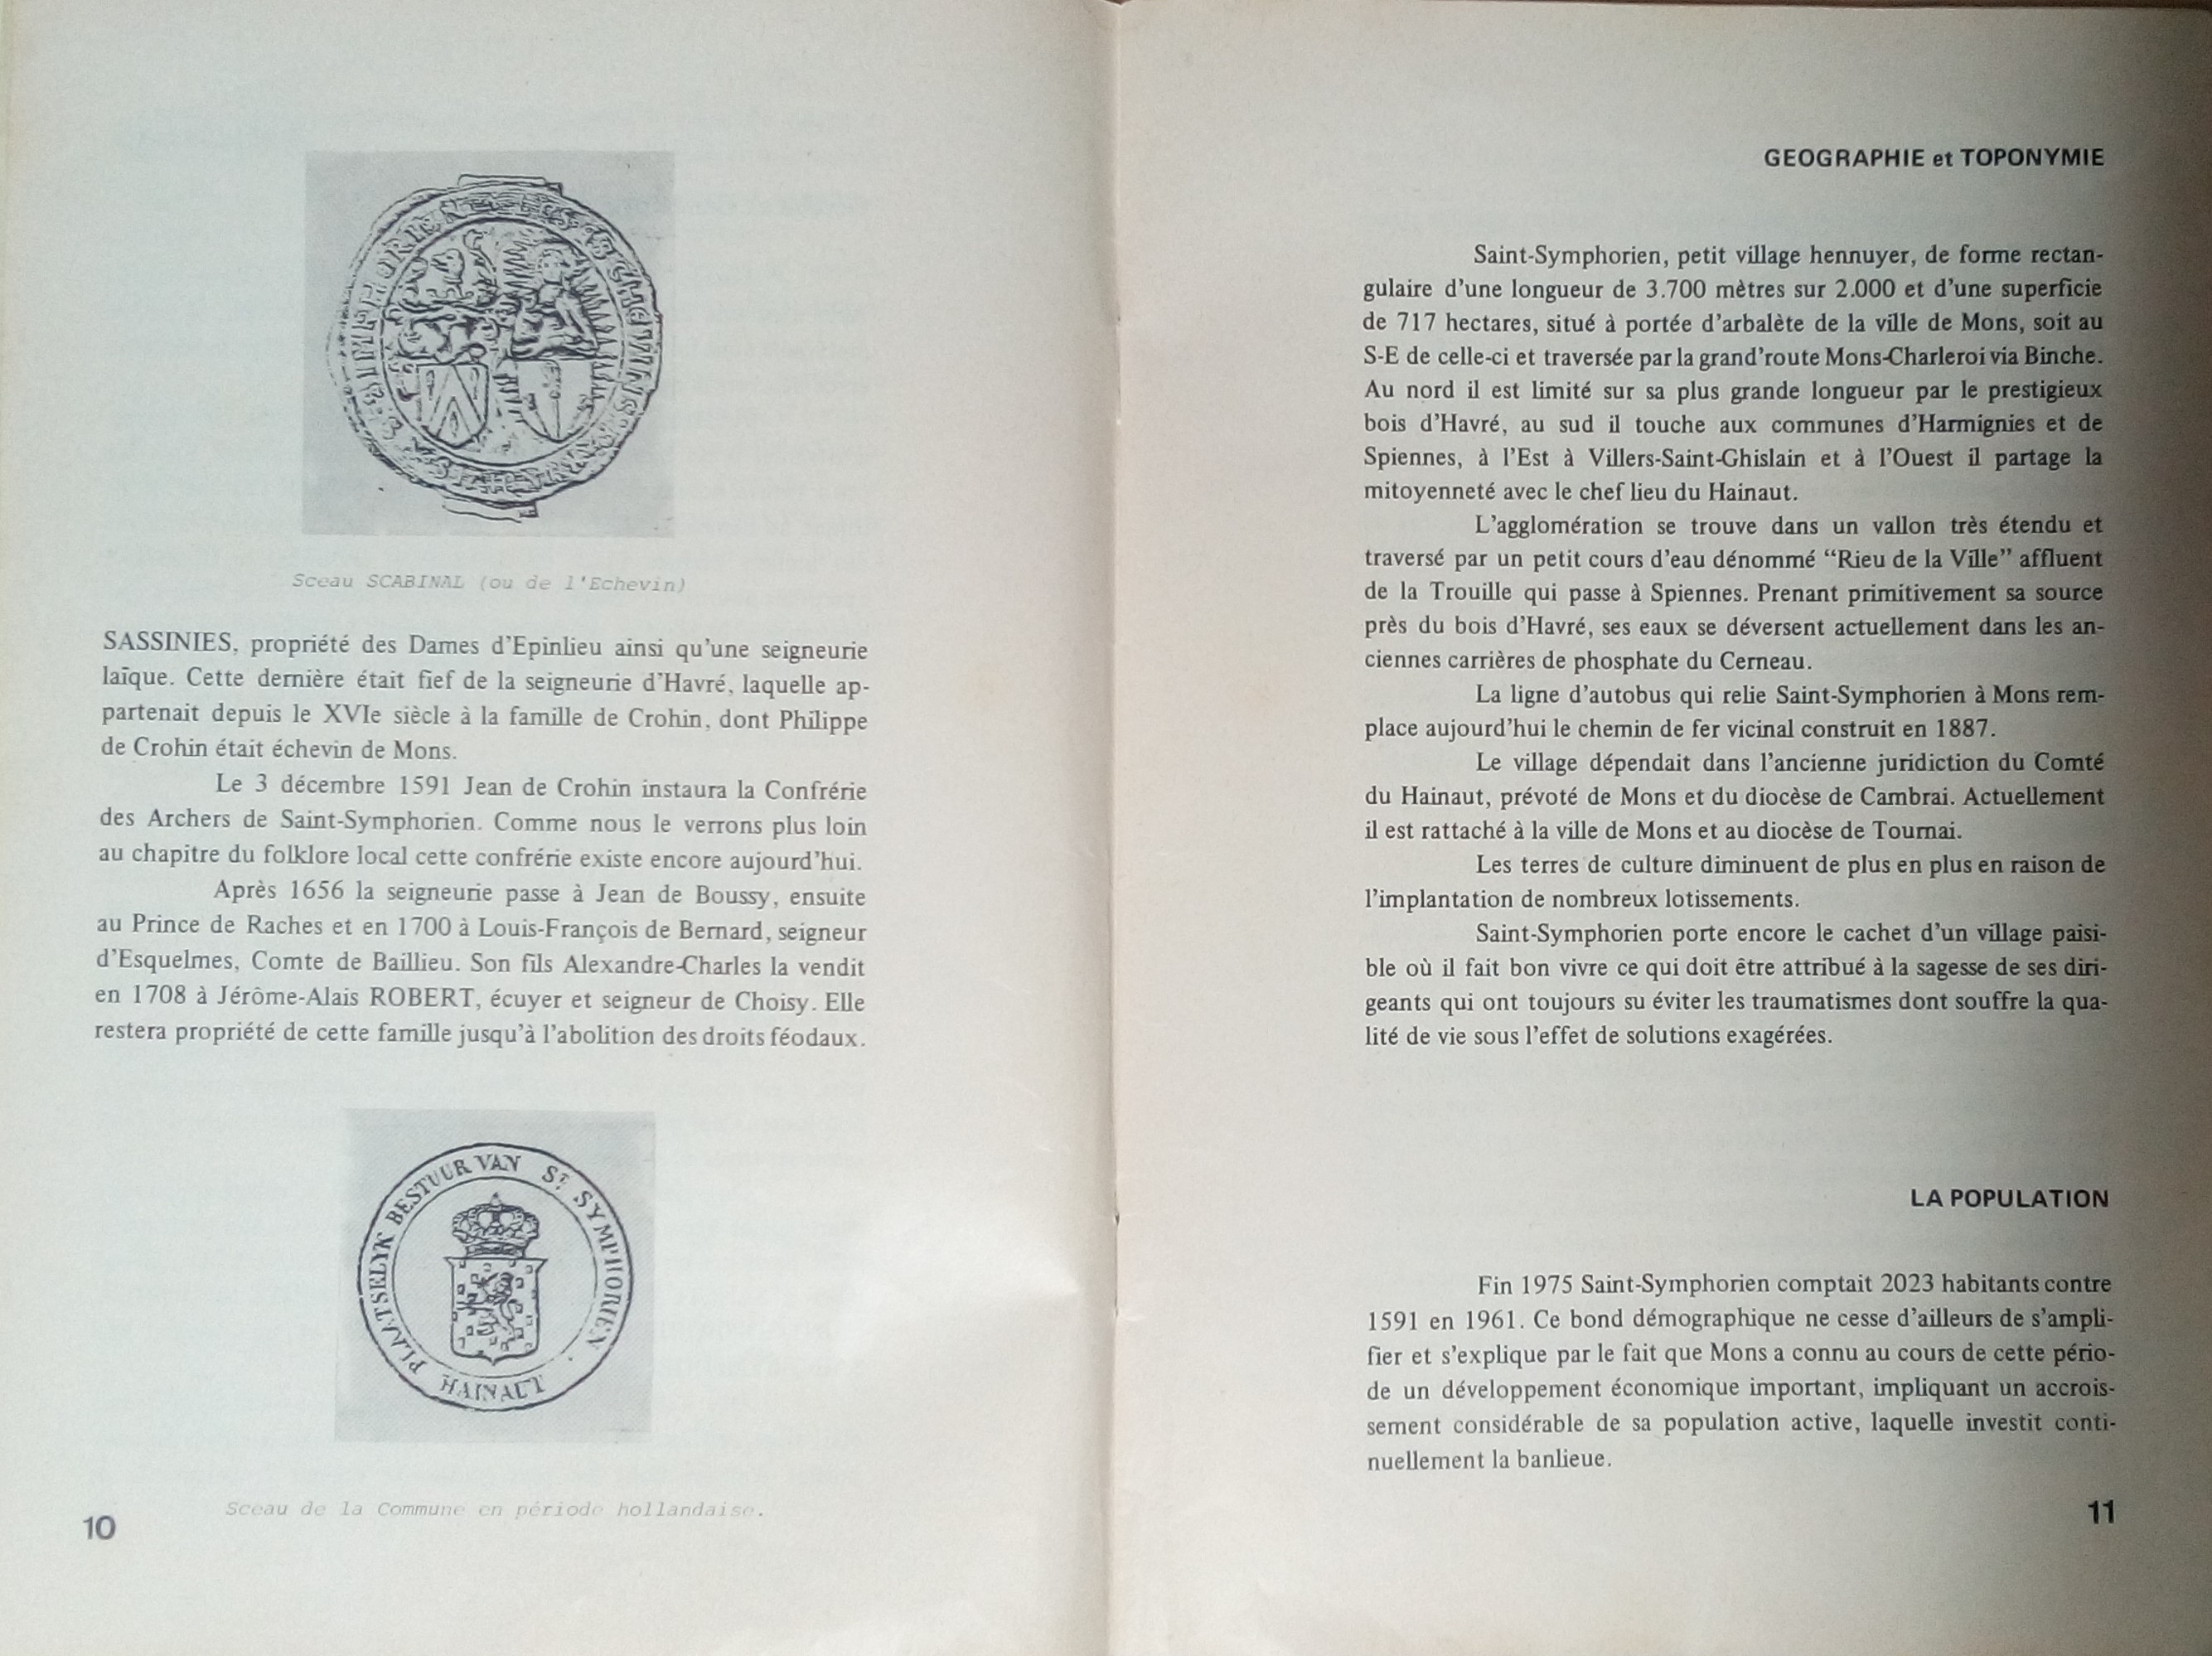 SYMPHORIEN
ESCHEVINS
Sceau SCABINAL (ou de l'Echevin)
SASSINIES, propriété des Dames d'Epinlieu ainsi qu'une seigneurie
laïque. Cette dernière était fief de la seigneurie d'Havré, laquelle ap-
partenait depuis le XVIe siècle à la famille de Crohin, dont Philippe
de Crohin était échevin de Mons.
Le 3 décembre 1591 Jean de Crohin instaura la Confrérie
des Archers de Saint-Symphorien. Comme nous le verrons plus loin
au chapitre du folklore local cette confrérie existe encore aujourd'hui.
Après 1656 la seigneurie passe à Jean de Boussy, ensuite
au Prince de Raches et en 1700 à Louis-François de Bernard, seigneur
d'Esquelmes, Comte de Baillieu. Son fils Alexandre-Charles la vendit
en 1708 à Jérôme-Alais ROBERT, écuyer et seigneur de Choisy. Elle
restera propriété de cette famille jusqu'à l'abolition des droits féodaux.
PLAATSELYK BESTUUR VAN ST SYMPHORIEN
HAINAUT
Sceau de la Commune en période hollandaise.
10
GEOGRAPHIE et TOPONYMIE
Saint-Symphorien, petit village hennuyer, de forme rectan-
gulaire d'une longueur de 3.700 mètres sur 2.000 et d'une superficie
de 717 hectares, situé à portée d'arbalète de la ville de Mons, soit au
S-E de celle-ci et traversée par la grand'route Mons-Charleroi via Binche.
Au nord il est limité sur sa plus grande longueur par le prestigieux
bois d'Havré, au sud il touche aux communes d'Harmignies et de
Spiennes, à l'Est à Villers-Saint-Ghislain et à l'Ouest il partage la
mitoyenneté avec le chef lieu du Hainaut.
L'agglomération se trouve dans un vallon très étendu et
traversé par un petit cours d'eau dénommé “Rieu de la Ville” affluent
de la Trouille qui passe à Spiennes. Prenant primitivement sa source
près du bois d'Havré, ses eaux se déversent actuellement dans les an-
ciennes carrières de phosphate du Cerneau.
La ligne d'autobus qui relie Saint-Symphorien à Mons rem-
place aujourd'hui le chemin de fer vicinal construit en 1887.
Le village dépendait dans l'ancienne juridiction du Comté
du Hainaut, prévoté de Mons et du diocèse de Cambrai. Actuellement
il est rattaché à la ville de Mons et au diocèse de Tournai.
Les terres de culture diminuent de plus en plus en raison de
l'implantation de nombreux lotissements.
Saint-Symphorien porte encore le cachet d'un village paisi-
ble où il fait bon vivre ce qui doit être attribué à la sagesse de ses diri-
geants qui ont toujours su éviter les traumatismes dont souffre la qua-
lité de vie sous l'effet de solutions exagérées.
LA POPULATION
Fin 1975 Saint-Symphorien comptait 2023 habitants contre
1591 en 1961. Ce bond démographique ne cesse d'ailleurs de s'ampli-
fier et s'explique par le fait que Mons a connu au cours de cette pério-
de un développement économique important, impliquant un accrois-
sement considérable de sa population active, laquelle investit conti-
nuellement la banlieue.
11